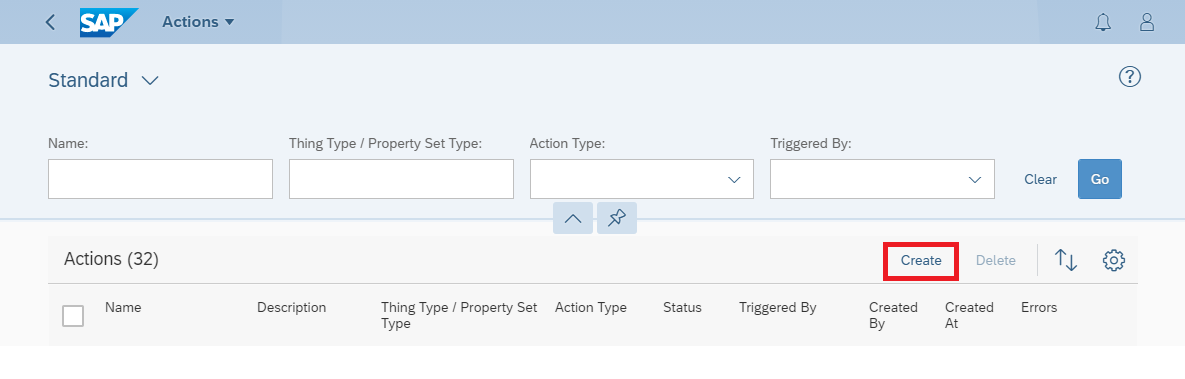 SAP Actions
Standard
Name: Thing Type / Property Set Type: Action Type: Triggered By:
Clear Go
Actions (32) Create Delete
Name Description Thing Type / Property Set Action Type Status Triggered By Created Created Errors
Type By At